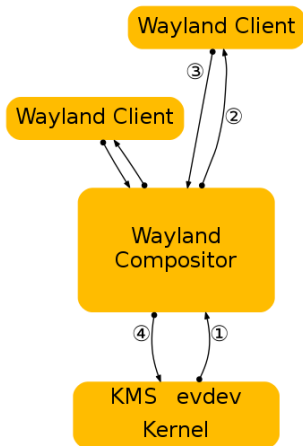 Wayland Client
③
②
Wayland Client
Wayland
Compositor
④ ①
KMS evdev
Kernel